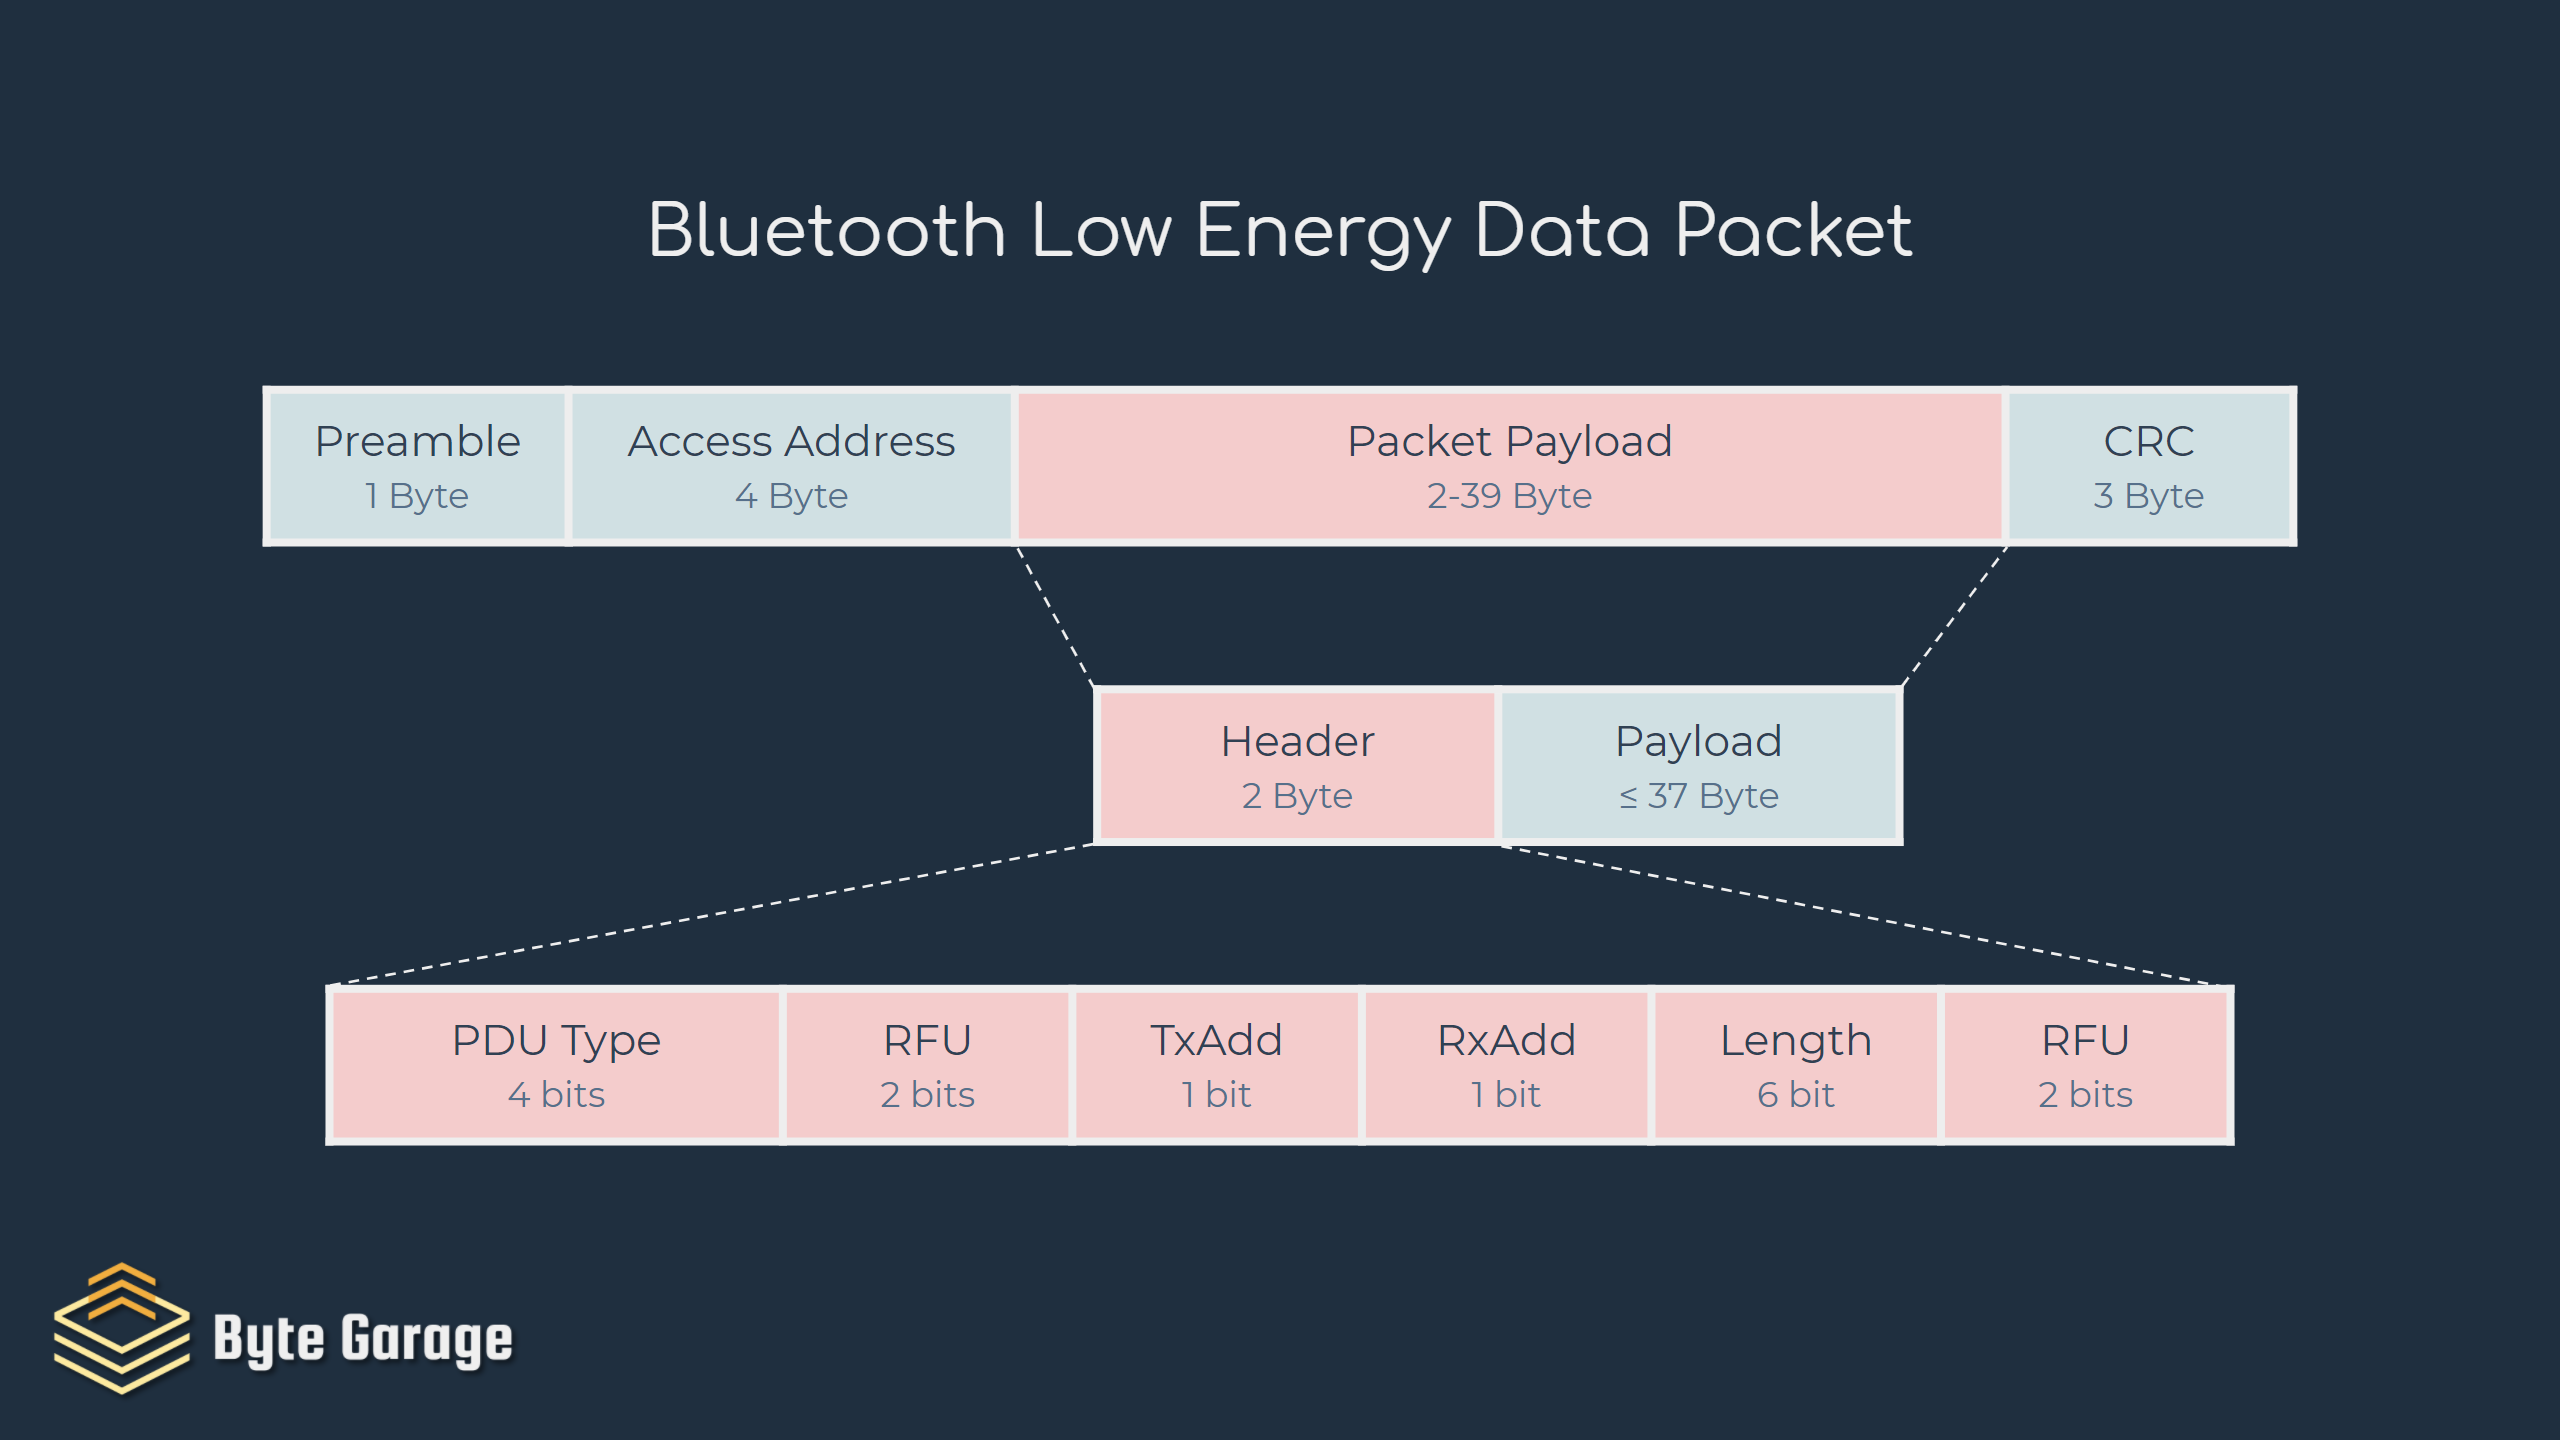 Bluetooth Low Energy Data Packet
Preamble
1 Byte
Access Address
4 Byte
Packet Payload
2-39 Byte
CRC
3 Byte
Header
2 Byte
Payload
≤ 37 Byte
PDU Type
4 bits
RFU
2 bits
TxAdd
1 bit
RxAdd
1 bit
Length
6 bit
RFU
2 bits
Byte Garage